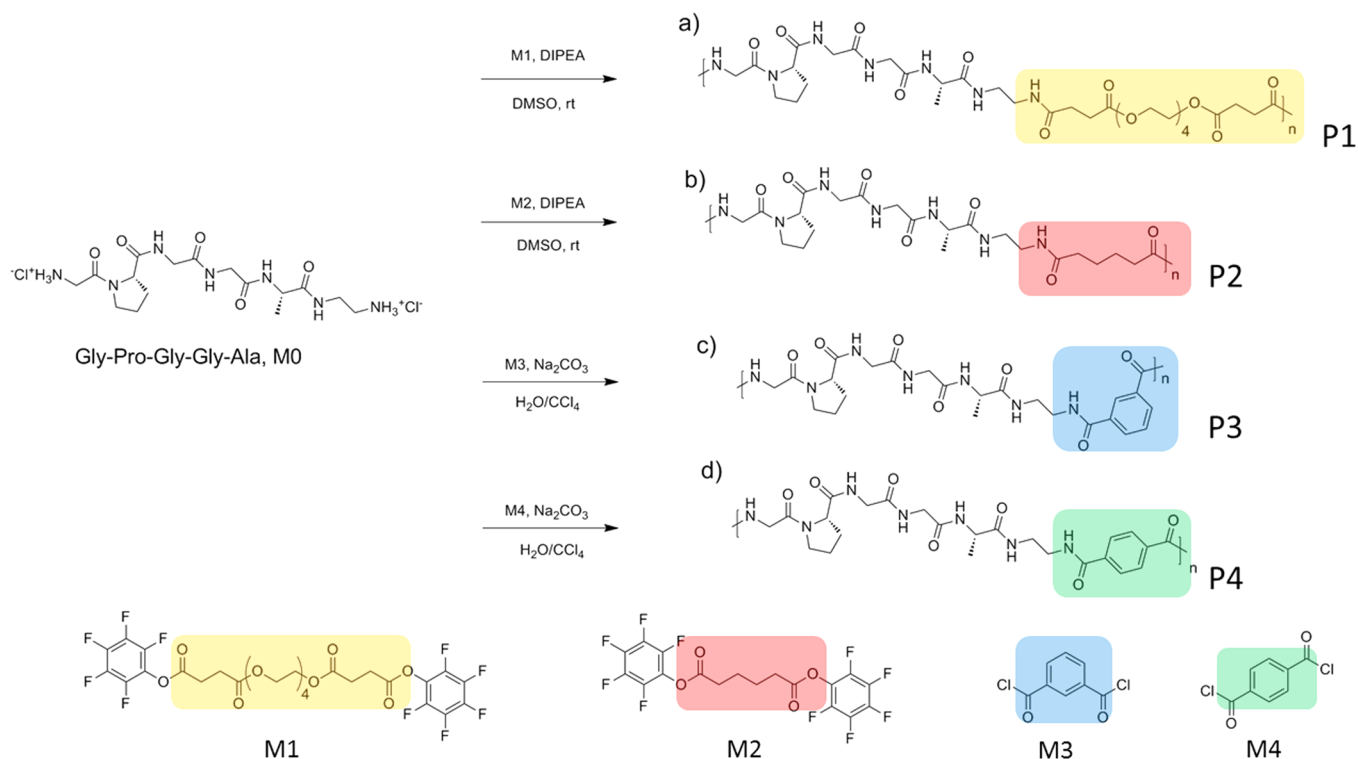 a)
M1, DIPEA
DMSO, rt
P1
b)
M2, DIPEA
DMSO, rt
P2
Gly-Pro-Gly-Gly-Ala, M0
c)
M3, Na₂CO₃
H₂O/CCl₄
P3
d)
M4, Na₂CO₃
H₂O/CCl₄
P4
M1
M2
M3
M4